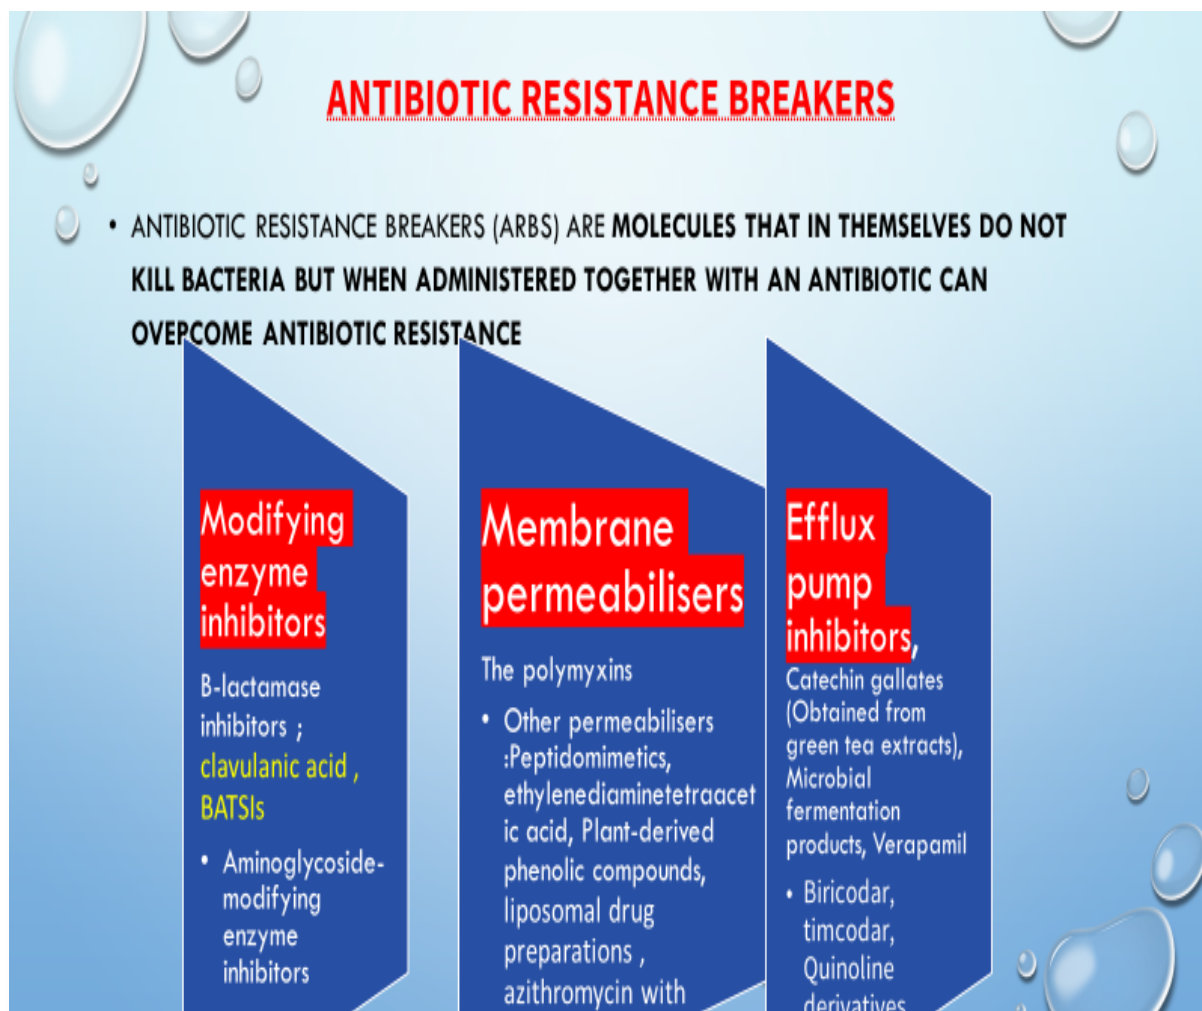 ANTIBIOTIC RESISTANCE BREAKERS
• ANTIBIOTIC RESISTANCE BREAKERS (ARBS) ARE MOLECULES THAT IN THEMSELVES DO NOT
KILL BACTERIA BUT WHEN ADMINISTERED TOGETHER WITH AN ANTIBIOTIC CAN
OVERCOME ANTIBIOTIC RESISTANCE
Modifying
enzyme
inhibitors
B-lactamase
inhibitors ;
clavulanic acid ,
BATSIs
• Aminoglycoside-
modifying
enzyme
inhibitors
Membrane
permeabilisers
The polymyxins
• Other permeabilisers
:Peptidomimetics,
ethylenediaminetetraacet
ic acid, Plant-derived
phenolic compounds,
liposomal drug
preparations ,
azithromycin with
Efflux
pump
inhibitors,
Catechin gallates
(Obtained from
green tea extracts),
Microbial
fermentation
products, Verapamil
• Biricodar,
timcodar,
Quinoline
derivatives